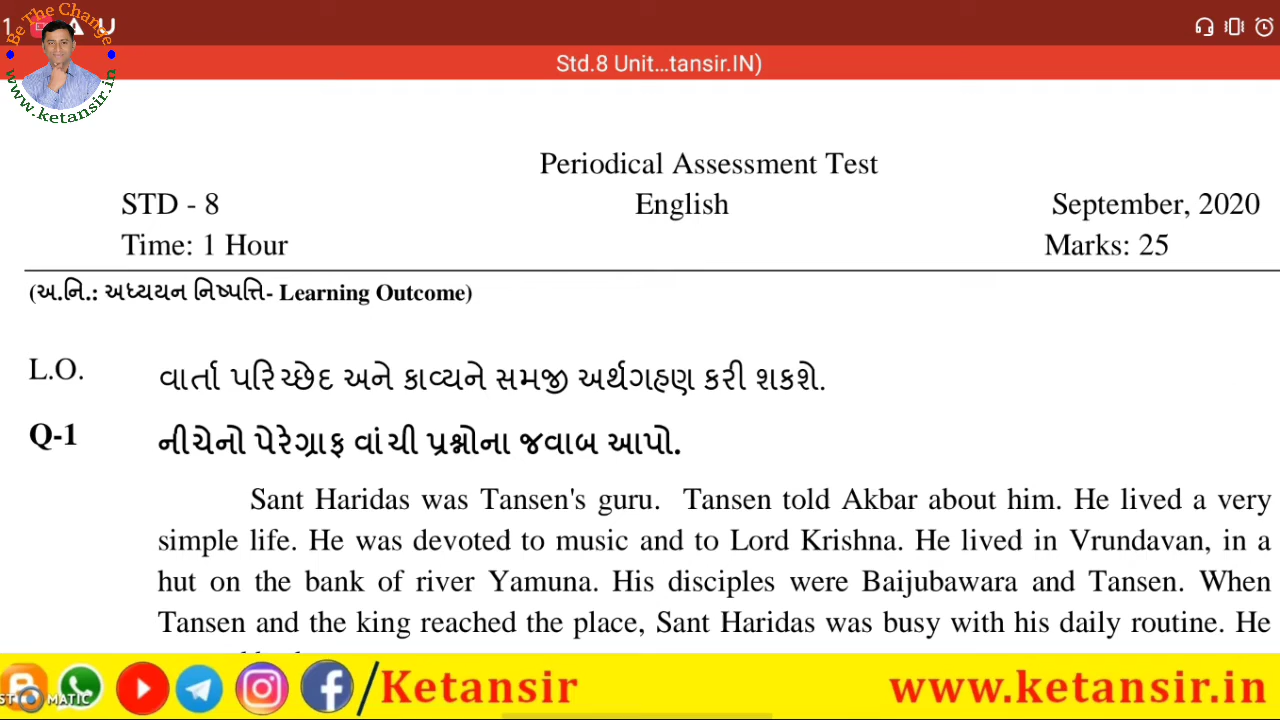 1 U
Be The Change
www.ketansir.in
Std.8 Unit...tansir.IN)
Periodical Assessment Test
STD - 8 English September, 2020
Time: 1 Hour Marks: 25
(અ.નિ.: અધ્યયન નિષ્પત્તિ- Learning Outcome)
L.O. વાર્તા પરિચ્છેદ અને કાવ્યને સમજી અર્થગહણ કરી શકશે.
Q-1 નીચેનો પેરેગ્રાફ વાંચી પ્રશ્નોના જવાબ આપો.
Sant Haridas was Tansen's guru. Tansen told Akbar about him. He lived a very
simple life. He was devoted to music and to Lord Krishna. He lived in Vrundavan, in a
hut on the bank of river Yamuna. His disciples were Baijubawara and Tansen. When
Tansen and the king reached the place, Sant Haridas was busy with his daily routine. He
/Ketansir www.ketansir.in
MATIC